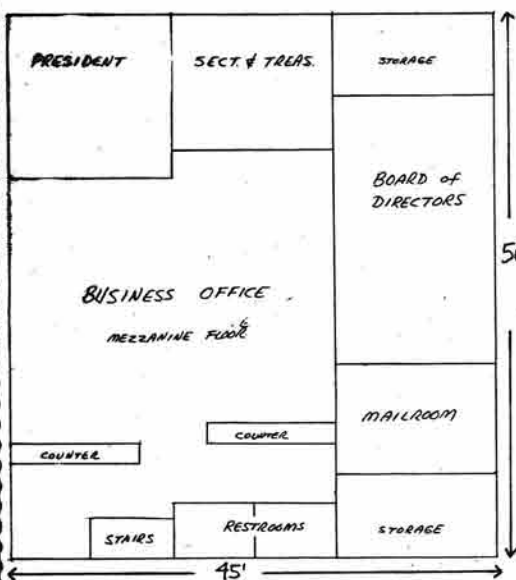 PRESIDENT
SECT. & TREAS.
STORAGE
BOARD of
DIRECTORS
BUSINESS OFFICE
MEZZANINE FLOOR
MAILROOM
COUNTER
COUNTER
STAIRS
RESTROOMS
STORAGE
45'